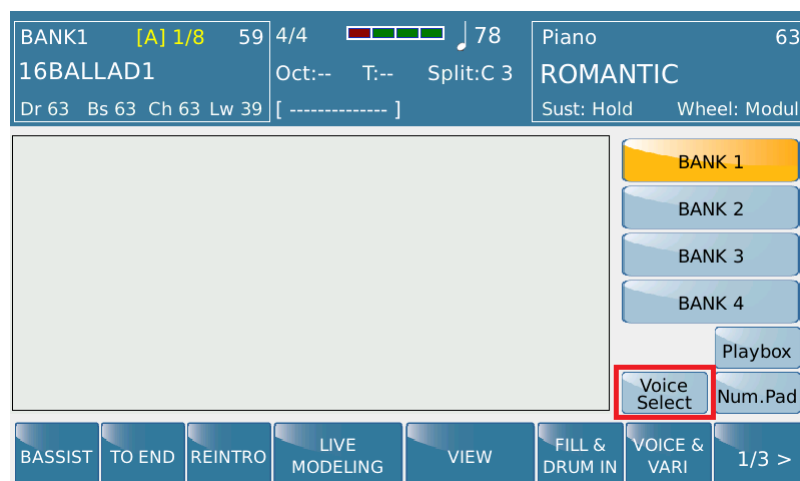 BANK1 [A] 1/8 59
16BALLAD1
Dr 63 Bs 63 Ch 63 Lw 39
4/4 78
Oct:-- T:-- Split:C 3
[ -------------- ]
Piano 63
ROMANTIC
Sust: Hold Wheel: Modul
BANK 1
BANK 2
BANK 3
BANK 4
Playbox
Voice
Select
Num.Pad
BASSIST
TO END
REINTRO
LIVE
MODELING
VIEW
FILL &
DRUM IN
VOICE &
VARI
1/3 >